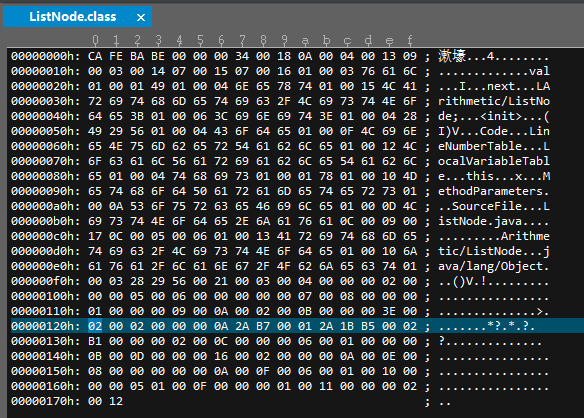 ListNode.class ×
0 1 2 3 4 5 6 7 8 9 a b c d e f
00000000h: CA FE BA BE 00 00 00 34 00 18 0A 00 04 00 13 09 ; 漱壕...4........
00000010h: 00 03 00 14 07 00 15 07 00 16 01 00 03 76 61 6C ; .............val
00000020h: 01 00 01 49 01 00 04 6E 65 78 74 01 00 15 4C 41 ; ...I...next...LA
00000030h: 72 69 74 68 6D 65 74 69 63 2F 4C 69 73 74 4E 6F ; rithmetic/ListNo
00000040h: 64 65 3B 01 00 06 3C 69 6E 69 74 3E 01 00 04 28 ; de;...<init>...(
00000050h: 49 29 56 01 00 04 43 6F 64 65 01 00 0F 4C 69 6E ; I)V...Code...Lin
00000060h: 65 4E 75 6D 62 65 72 54 61 62 6C 65 01 00 12 4C ; eNumberTable...L
00000070h: 6F 63 61 6C 56 61 72 69 61 62 6C 65 54 61 62 6C ; ocalVariableTabl
00000080h: 65 01 00 04 74 68 69 73 01 00 01 78 01 00 10 4D ; e...this...x...M
00000090h: 65 74 68 6F 64 50 61 72 61 6D 65 74 65 72 73 01 ; ethodParameters.
000000a0h: 00 0A 53 6F 75 72 63 65 46 69 6C 65 01 00 0D 4C ; ..SourceFile...L
000000b0h: 69 73 74 4E 6F 64 65 2E 6A 61 76 61 0C 00 09 00 ; istNode.java....
000000c0h: 17 0C 00 05 00 06 01 00 13 41 72 69 74 68 6D 65 ; .........Arithme
000000d0h: 74 69 63 2F 4C 69 73 74 4E 6F 64 65 01 00 10 6A ; tic/ListNode...j
000000e0h: 61 76 61 2F 6C 61 6E 67 2F 4F 62 6A 65 63 74 01 ; ava/lang/Object.
000000f0h: 00 03 28 29 56 00 21 00 03 00 04 00 00 00 02 00 ; ..()V.!.........
00000100h: 00 00 05 00 06 00 00 00 00 00 07 00 08 00 00 00 ; ................
00000110h: 01 00 00 00 09 00 0A 00 02 00 0B 00 00 00 3E 00 ; ..............>.
00000120h: 02 00 02 00 00 00 0A 2A B7 00 01 2A 1B B5 00 02 ; .......*?.*.?.
00000130h: B1 00 00 00 02 00 0C 00 00 00 06 00 01 00 00 00 ; ?..............
00000140h: 0B 00 0D 00 00 00 16 00 02 00 00 00 0A 00 0E 00 ; ................
00000150h: 08 00 00 00 00 00 0A 00 0F 00 06 00 01 00 10 00 ; ................
00000160h: 00 00 05 01 00 0F 00 00 00 01 00 11 00 00 00 02 ; ................
00000170h: 00 12 ; ..